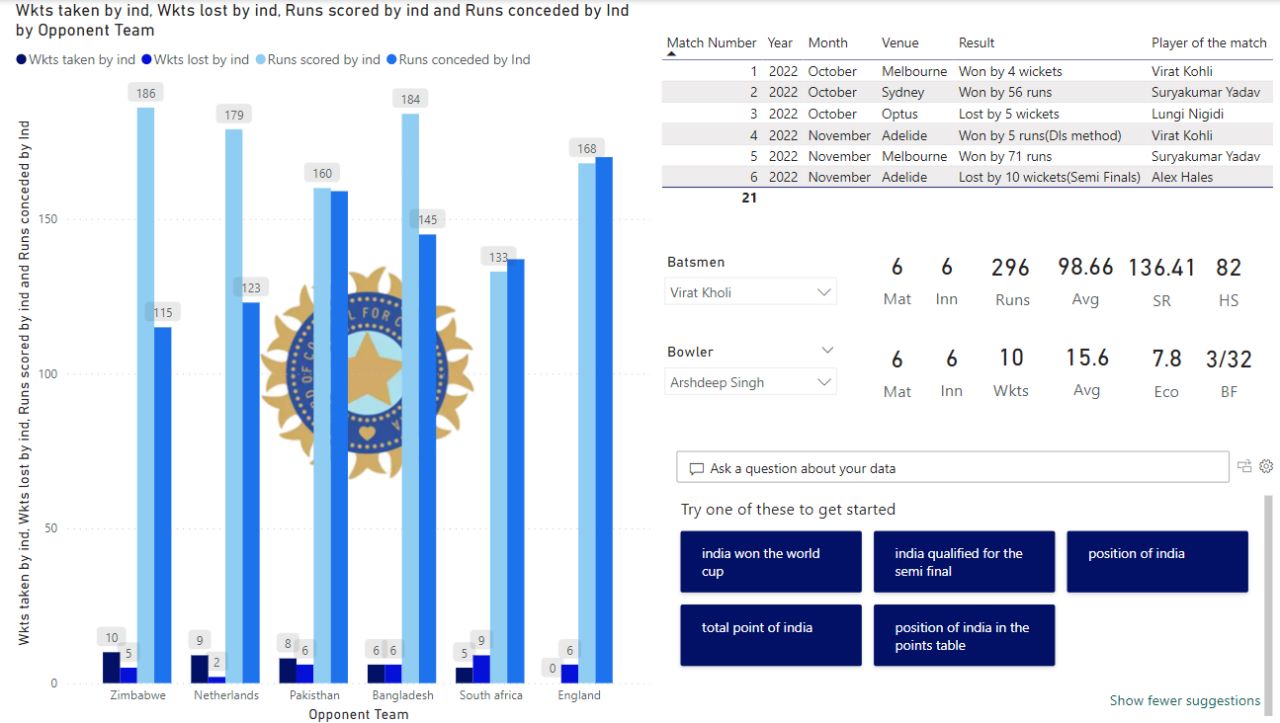 Wkts taken by ind, Wkts lost by ind, Runs scored by ind and Runs conceded by Ind
by Opponent Team
Wkts taken by ind Wkts lost by ind Runs scored by ind Runs conceded by Ind
Wkts taken by ind, Wkts lost by ind, Runs scored by ind and Runs conceded by Ind
150
100
50
0
186
179
160
184
168
145
133
123
115
10
5
9
2
8
6
6
6
5
9
0
6
Zimbabwe Netherlands Pakisthan Bangladesh South africa England
Opponent Team
Match Number Year Month Venue Result Player of the match
1 2022 October Melbourne Won by 4 wickets Virat Kohli
2 2022 October Sydney Won by 56 runs Suryakumar Yadav
3 2022 October Optus Lost by 5 wickets Lungi Nigidi
4 2022 November Adelide Won by 5 runs(Dls method) Virat Kohli
5 2022 November Melbourne Won by 71 runs Suryakumar Yadav
6 2022 November Adelide Lost by 10 wickets(Semi Finals) Alex Hales
21
Batsmen
Virat Kholi
6 6 296 98.66 136.41 82
Mat Inn Runs Avg SR HS
Bowler
Arshdeep Singh
6 6 10 15.6 7.8 3/32
Mat Inn Wkts Avg Eco BF
Ask a question about your data
Try one of these to get started
india won the world
cup
india qualified for the
semi final
position of india
total point of india
position of india in the
points table
Show fewer suggestions